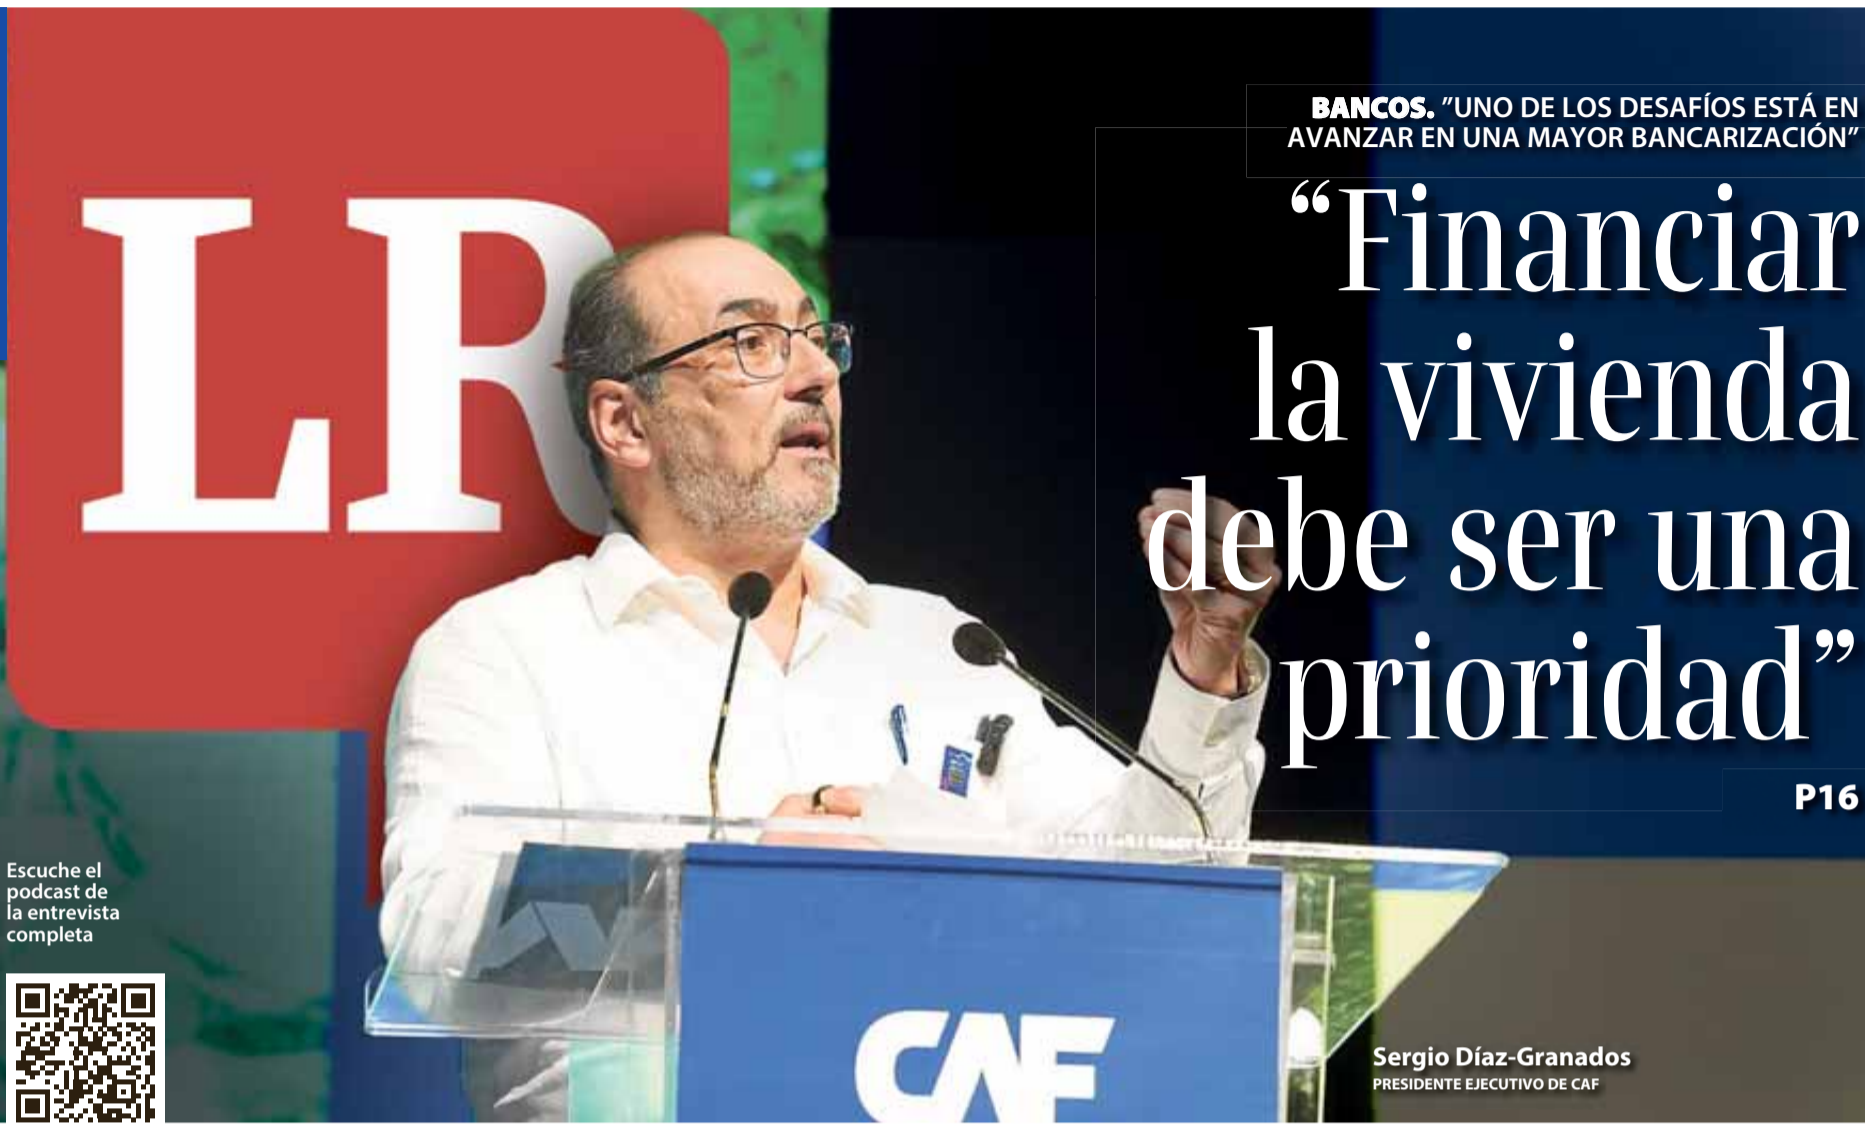 LR
BANCOS. "UNO DE LOS DESAFÍOS ESTÁ EN
AVANZAR EN UNA MAYOR BANCARIZACIÓN"
“Financiar
la vivienda
debe ser una
prioridad”
P16
Escuche el
podcast de
la entrevista
completa
CAF
Sergio Díaz-Granados
PRESIDENTE EJECUTIVO DE CAF